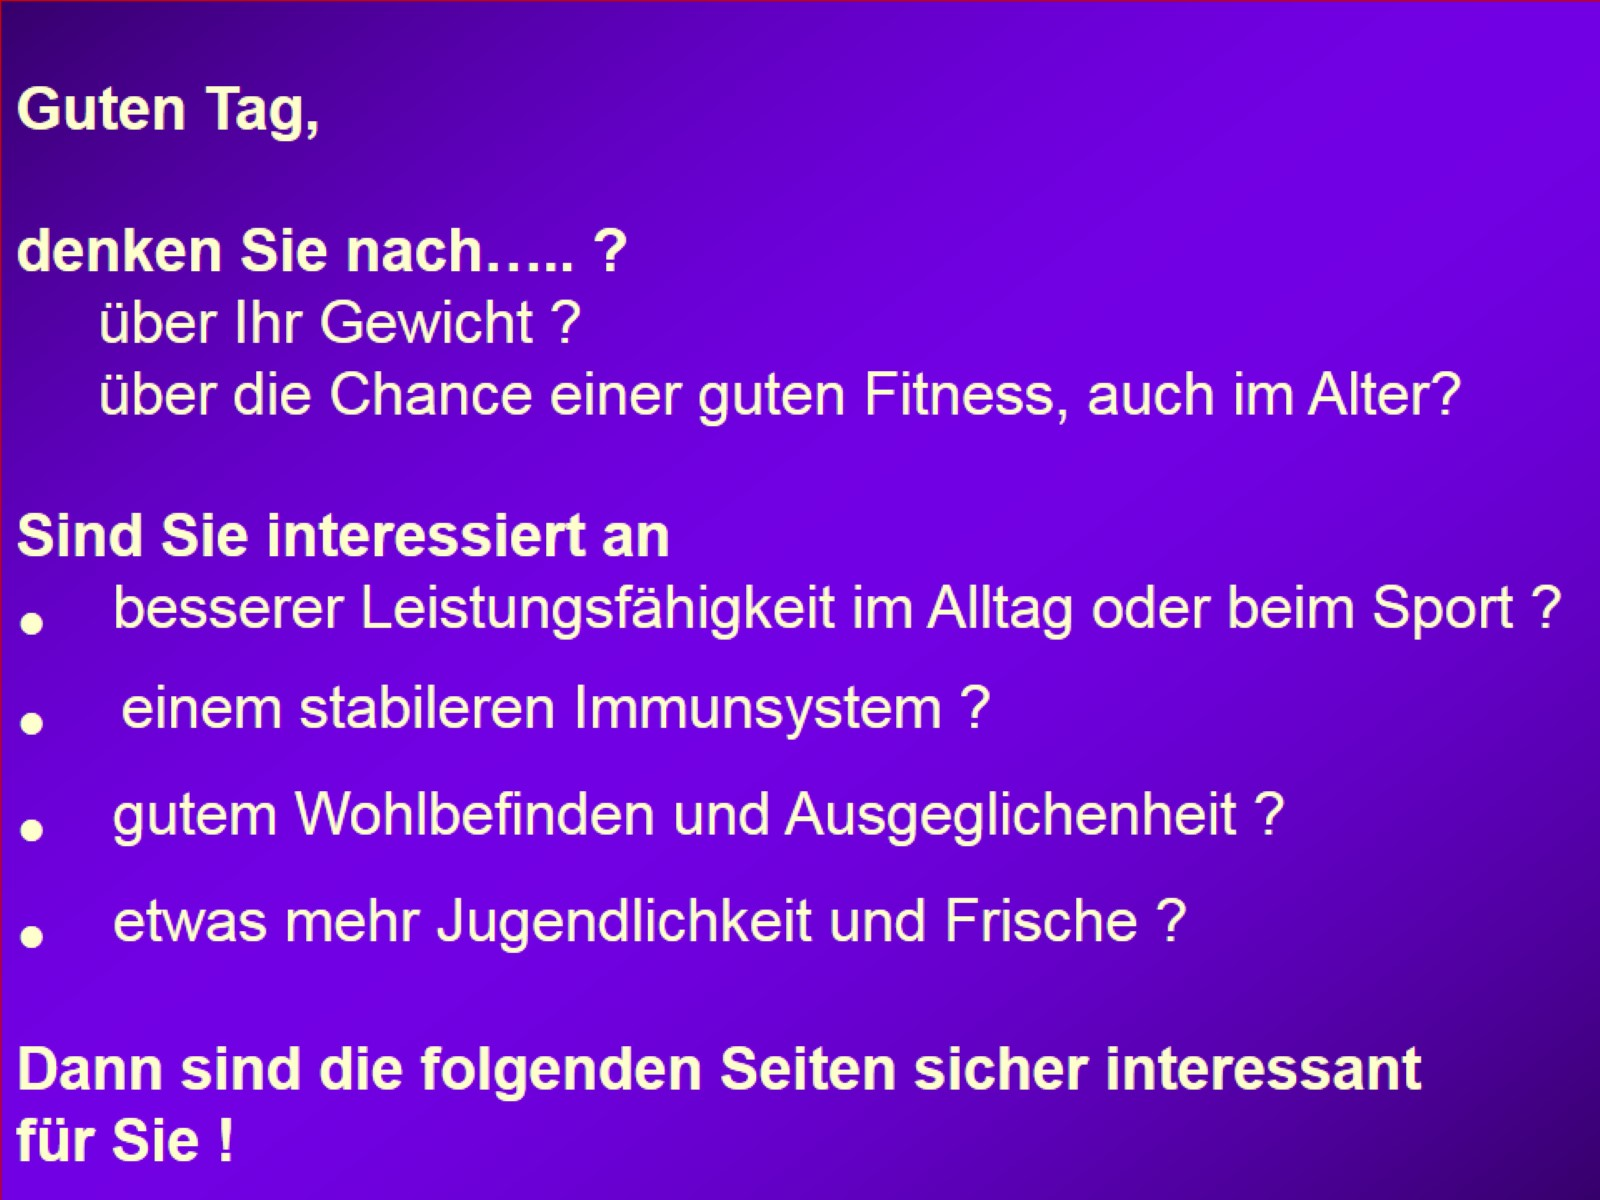 Guten Tag,
denken Sie nach….. ?
über Ihr Gewicht ?
über die Chance einer guten Fitness, auch im Alter?
Sind Sie interessiert an
• besserer Leistungsfähigkeit im Alltag oder beim Sport ?
• einem stabileren Immunsystem ?
• gutem Wohlbefinden und Ausgeglichenheit ?
• etwas mehr Jugendlichkeit und Frische ?
Dann sind die folgenden Seiten sicher interessant
für Sie !